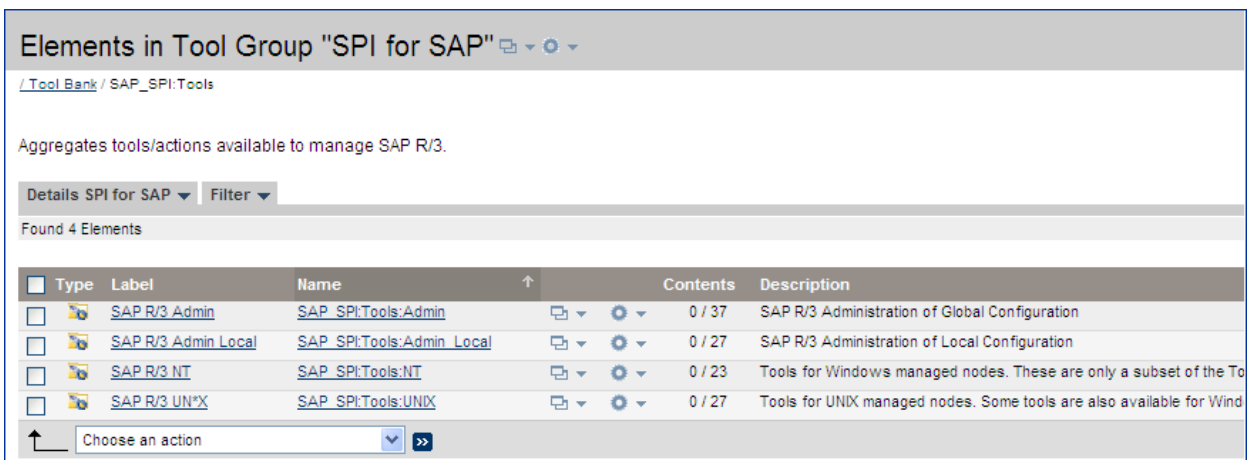 Elements in Tool Group "SPI for SAP"
/ Tool Bank / SAP_SPI:Tools
Aggregates tools/actions available to manage SAP R/3.
Details SPI for SAP Filter
Found 4 Elements
Type Label Name Contents Description
SAP R/3 Admin SAP_SPI:Tools:Admin 0 / 37 SAP R/3 Administration of Global Configuration
SAP R/3 Admin Local SAP_SPI:Tools:Admin_Local 0 / 27 SAP R/3 Administration of Local Configuration
SAP R/3 NT SAP_SPI:Tools:NT 0 / 23 Tools for Windows managed nodes. These are only a subset of the To
SAP R/3 UN*X SAP_SPI:Tools:UNIX 0 / 27 Tools for UNIX managed nodes. Some tools are also available for Wind
Choose an action